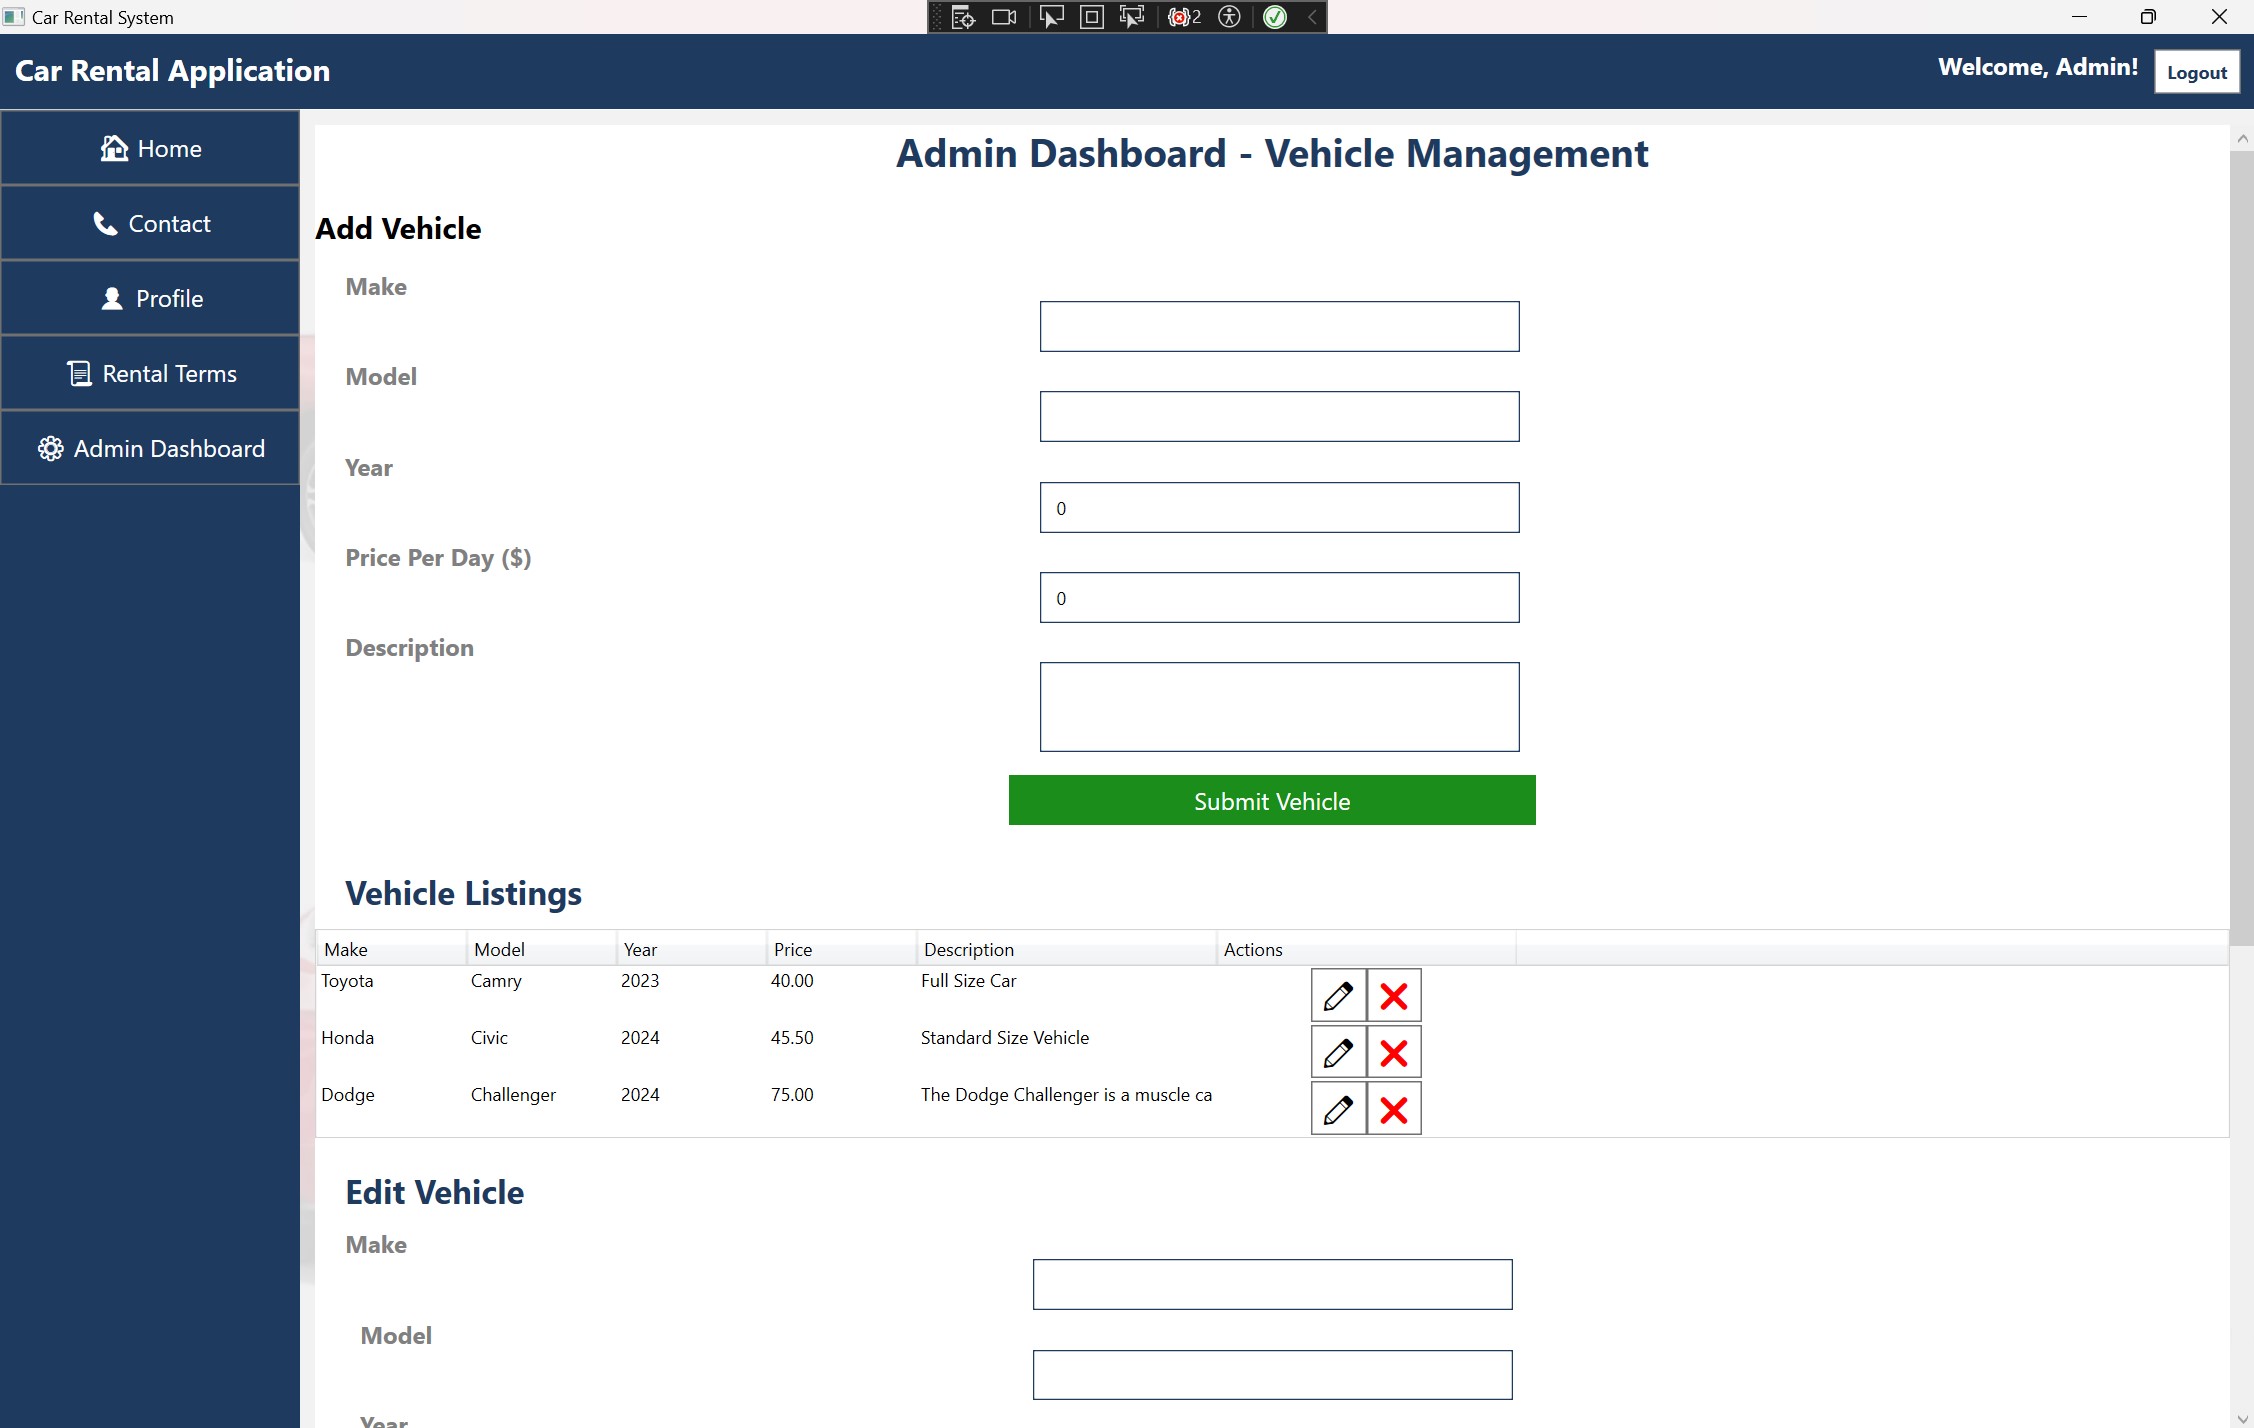 Car Rental System
2
Car Rental Application
Welcome, Admin!
Logout
Home
Contact
Profile
Rental Terms
Admin Dashboard
Admin Dashboard - Vehicle Management
Add Vehicle
Make
Model
Year
0
Price Per Day ($)
0
Description
Submit Vehicle
Vehicle Listings
Make Model Year Price Description Actions
Toyota Camry 2023 40.00 Full Size Car
Honda Civic 2024 45.50 Standard Size Vehicle
Dodge Challenger 2024 75.00 The Dodge Challenger is a muscle ca
Edit Vehicle
Make
Model
Year